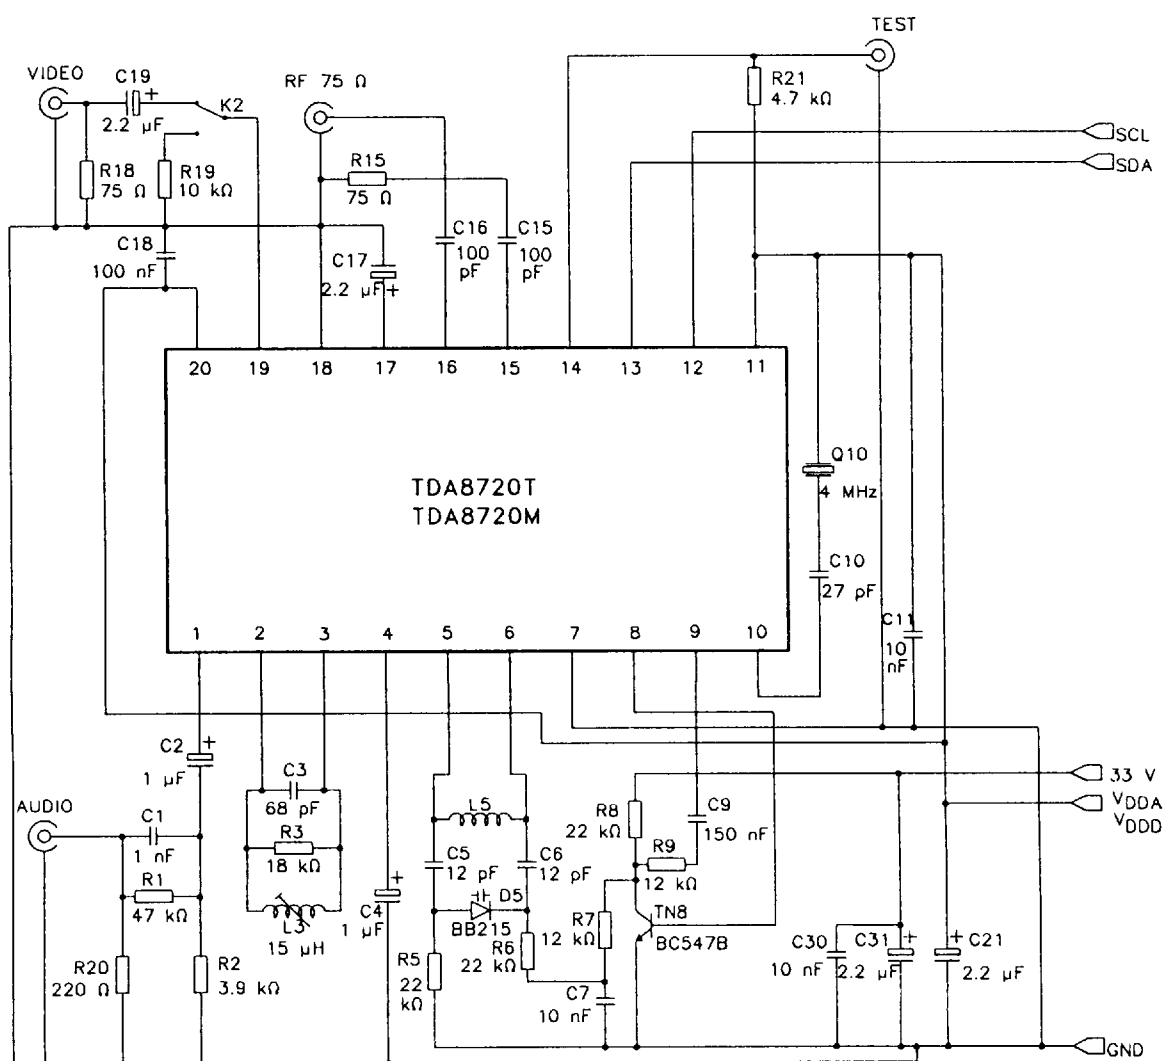 TEST
VIDEO
C19
+
2.2 µF
K2
RF 75 Ω
R21
4.7 kΩ
SCL
SDA
R18
75 Ω
R19
10 kΩ
R15
75 Ω
C18
100 nF
C17
2.2 µF
+
C16
100
pF
C15
100
pF
20 19 18 17 16 15 14 13 12 11
Q10
4 MHz
TDA8720T
TDA8720M
C10
27 pF
C11
10
nF
1 2 3 4 5 6 7 8 9 10
C2
+
1 µF
C3
68 pF
33 V
VDDA
VDDD
AUDIO
C1
1 nF
R3
18 kΩ
L5
R8
22 kΩ
C9
150 nF
R1
47 kΩ
L3
15 µH
C4
+
1 µF
C5
12 pF
C6
12 pF
D5
BB215
R9
12 kΩ
R7
12 kΩ
TN8
BC547B
R20
220 Ω
R2
3.9 kΩ
R5
22
kΩ
R6
22 kΩ
C7
10 nF
C30
10 nF
C31
+
2.2 µF
C21
+
2.2 µF
GND